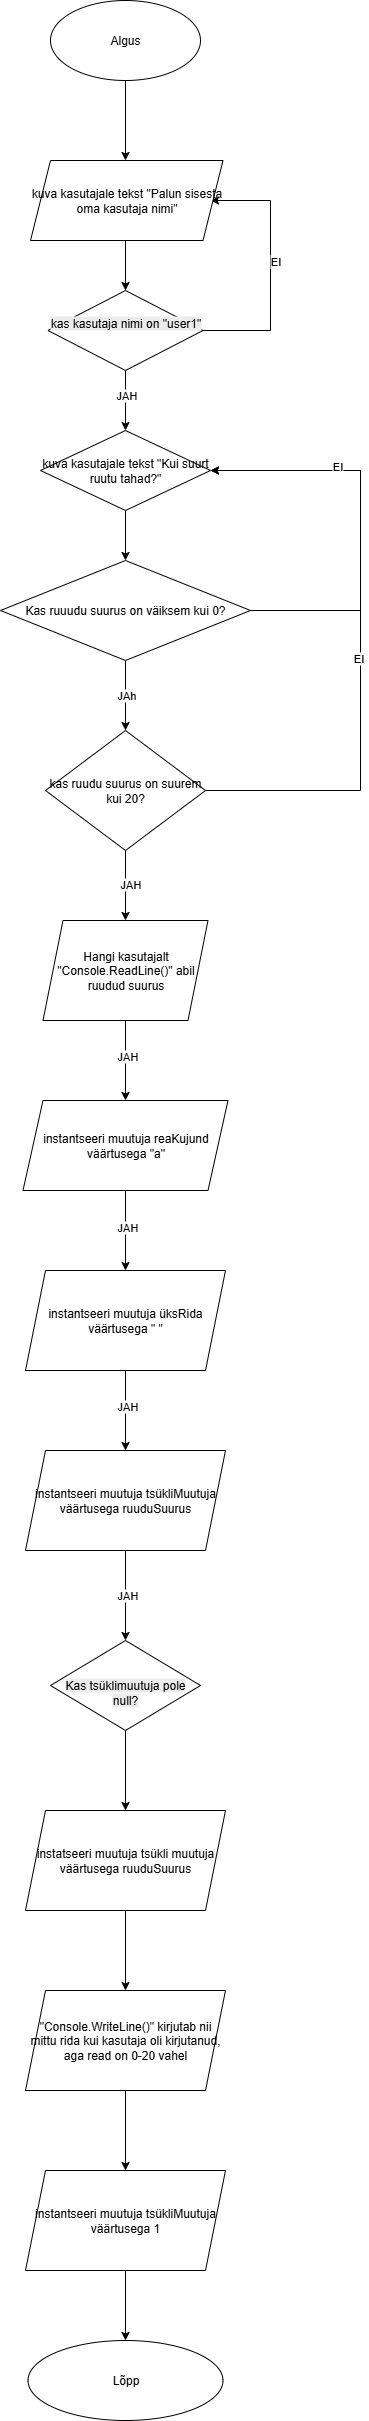 Algus
kuva kasutajale tekst "Palun sisesta
oma kasutaja nimi"
EI
kas kasutaja nimi on "user1"
JAH
kuva kasutajale tekst "Kui suurt
ruutu tahad?"
EI
Kas ruuudu suurus on väiksem kui 0?
EI
JAh
kas ruudu suurus on suurem
kui 20?
JAH
Hangi kasutajalt
"Console.ReadLine()" abil
ruudud suurus
JAH
instantseeri muutuja reaKujund
väärtusega "a"
JAH
instantseeri muutuja üksRida
väärtusega " "
JAH
instantseeri muutuja tsükliMuutuja
väärtusega ruuduSuurus
JAH
Kas tsüklimuutuja pole
null?
instatseeri muutuja tsükli muutuja
väärtusega ruuduSuurus
"Console.WriteLine()" kirjutab nii
mittu rida kui kasutaja oli kirjutanud,
aga read on 0-20 vahel
instantseeri muutuja tsükliMuutuja
väärtusega 1
Lõpp